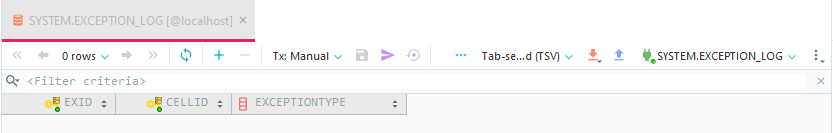 SYSTEM.EXCEPTION_LOG [@localhost]
0 rows Tx: Manual Tab-se...d (TSV) SYSTEM.EXCEPTION_LOG
<Filter criteria>
EXID CELLID EXCEPTIONTYPE